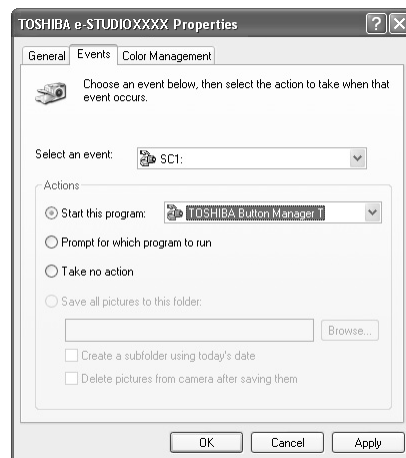 TOSHIBA e-STUDIOXXXX Properties
General Events Color Management
Choose an event below, then select the action to take when that
event occurs.
Select an event: SC1:
Actions
Start this program: TOSHIBA Button Manager T
Prompt for which program to run
Take no action
Save all pictures to this folder:
Browse...
Create a subfolder using today's date
Delete pictures from camera after saving them
OK Cancel Apply